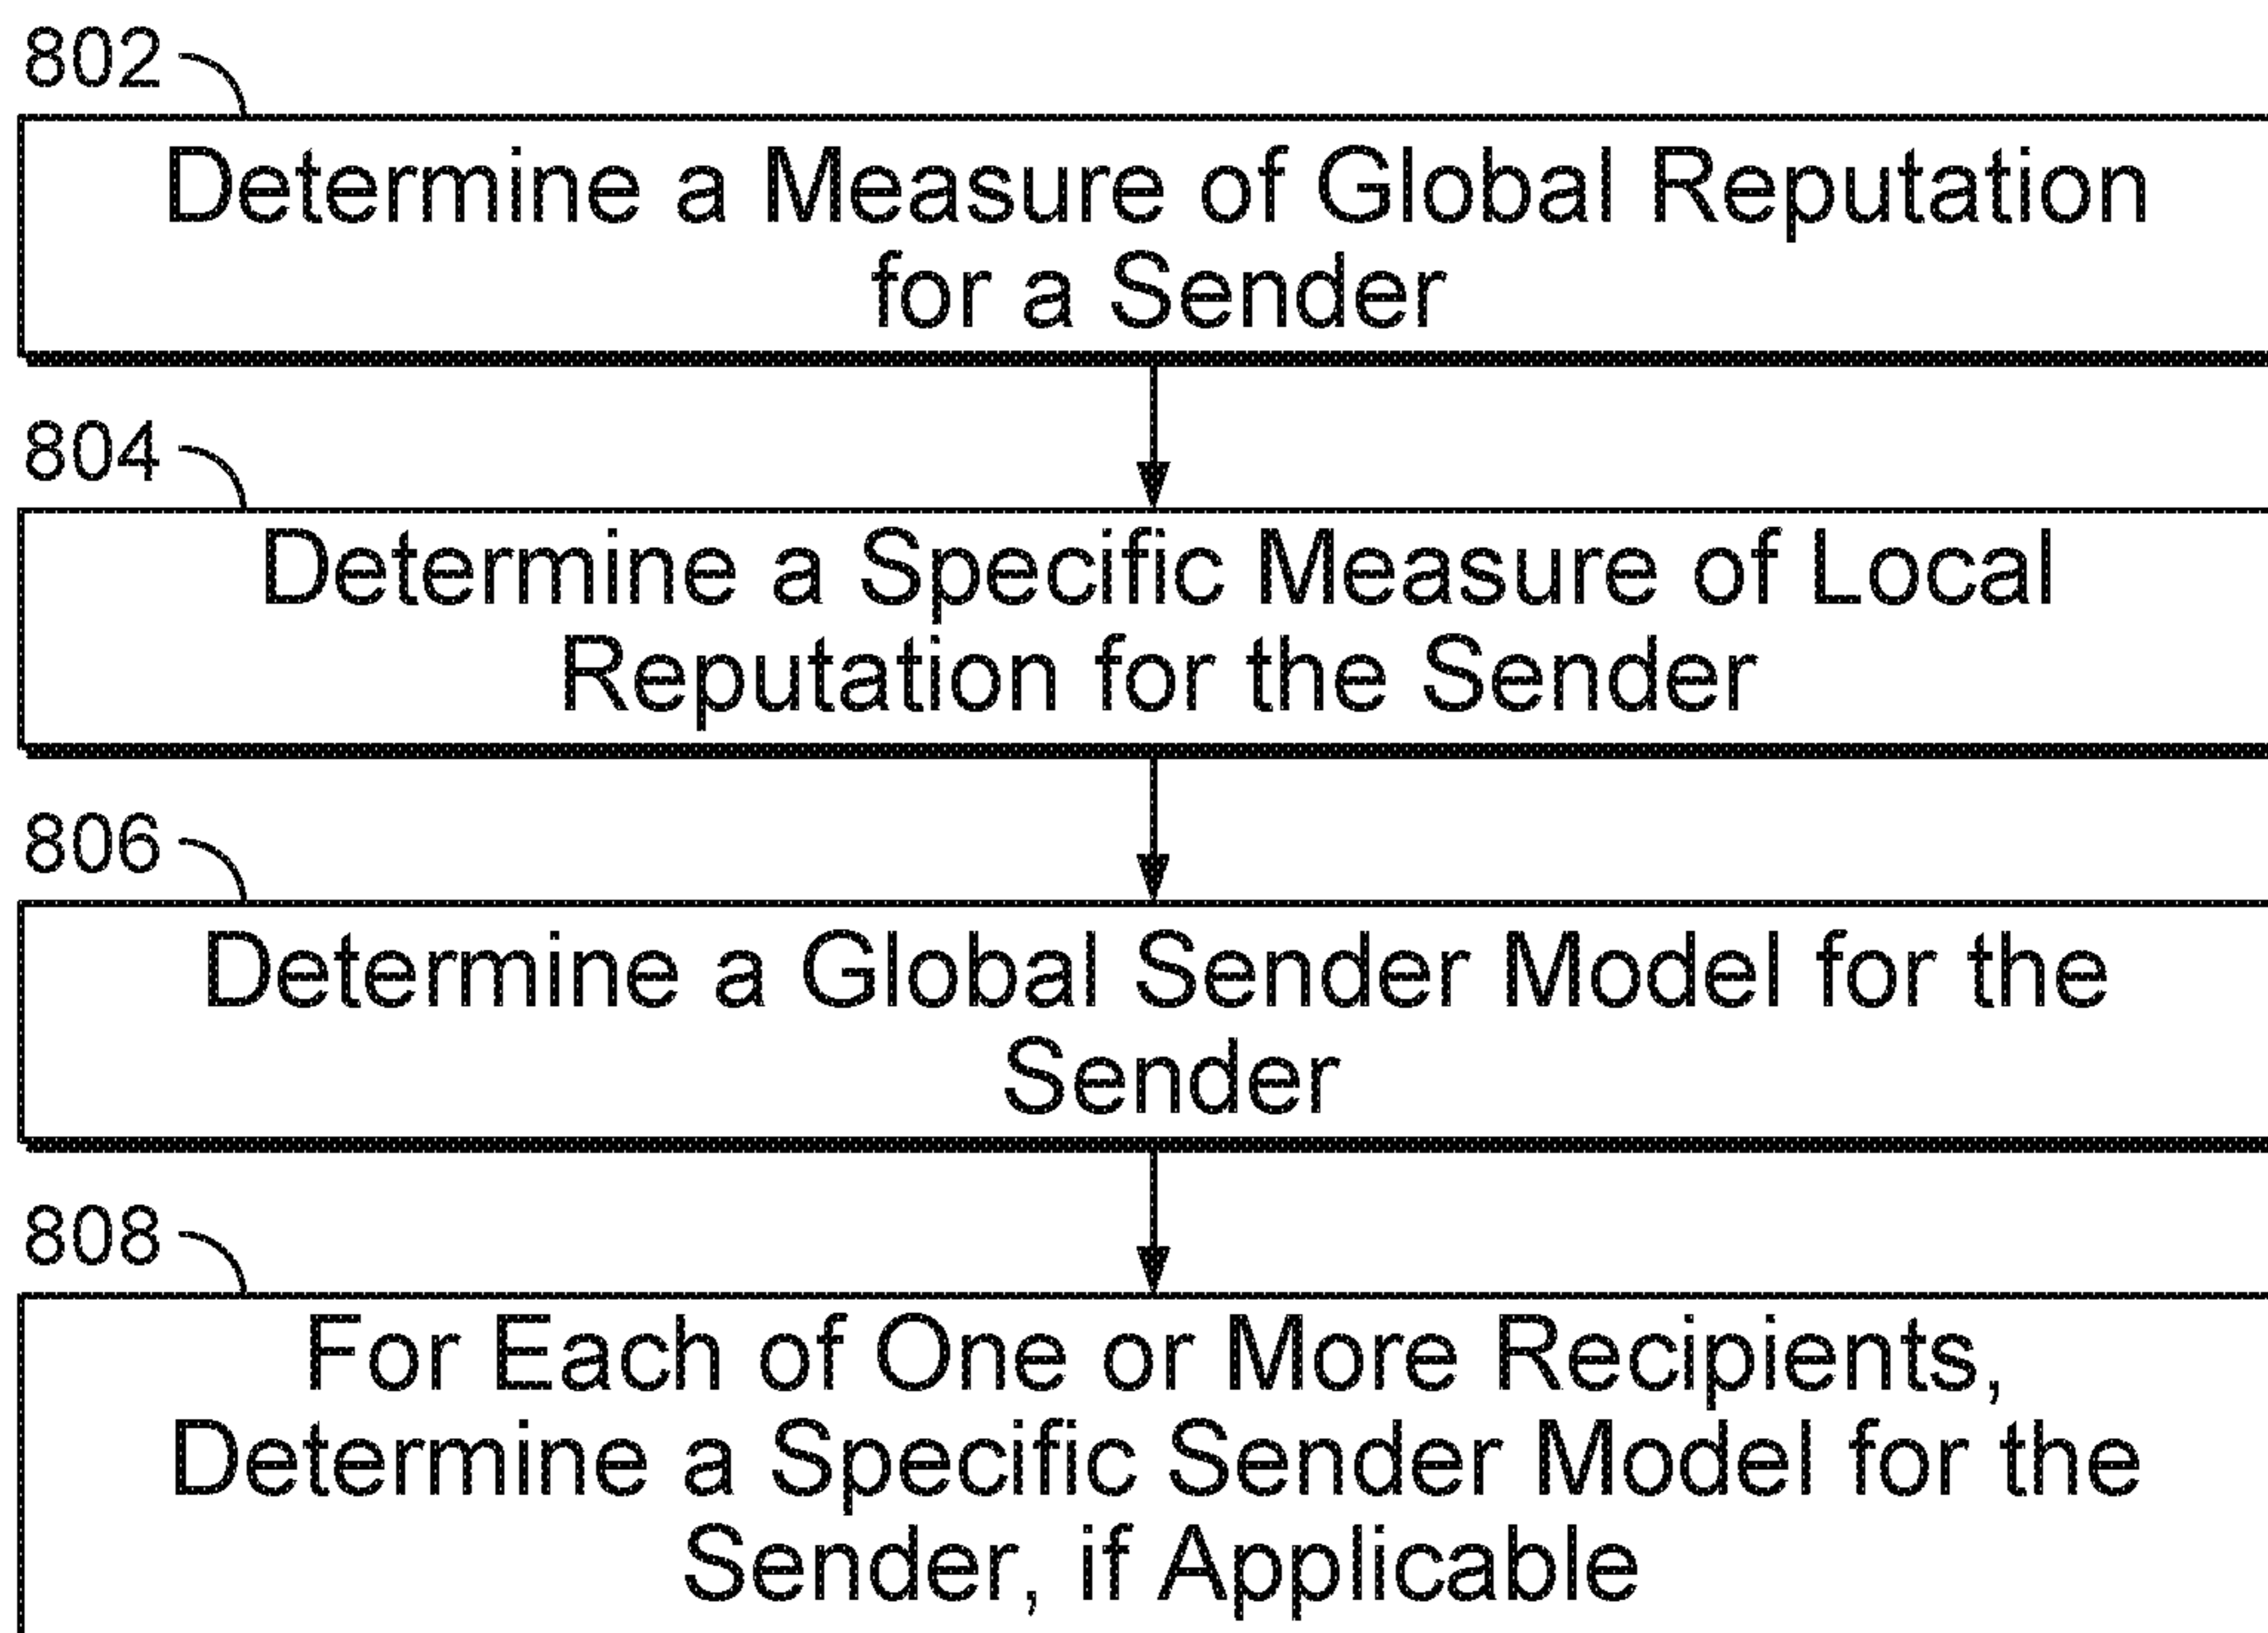 802
Determine a Measure of Global Reputation
for a Sender
804
Determine a Specific Measure of Local
Reputation for the Sender
806
Determine a Global Sender Model for the
Sender
808
For Each of One or More Recipients,
Determine a Specific Sender Model for the
Sender, if Applicable